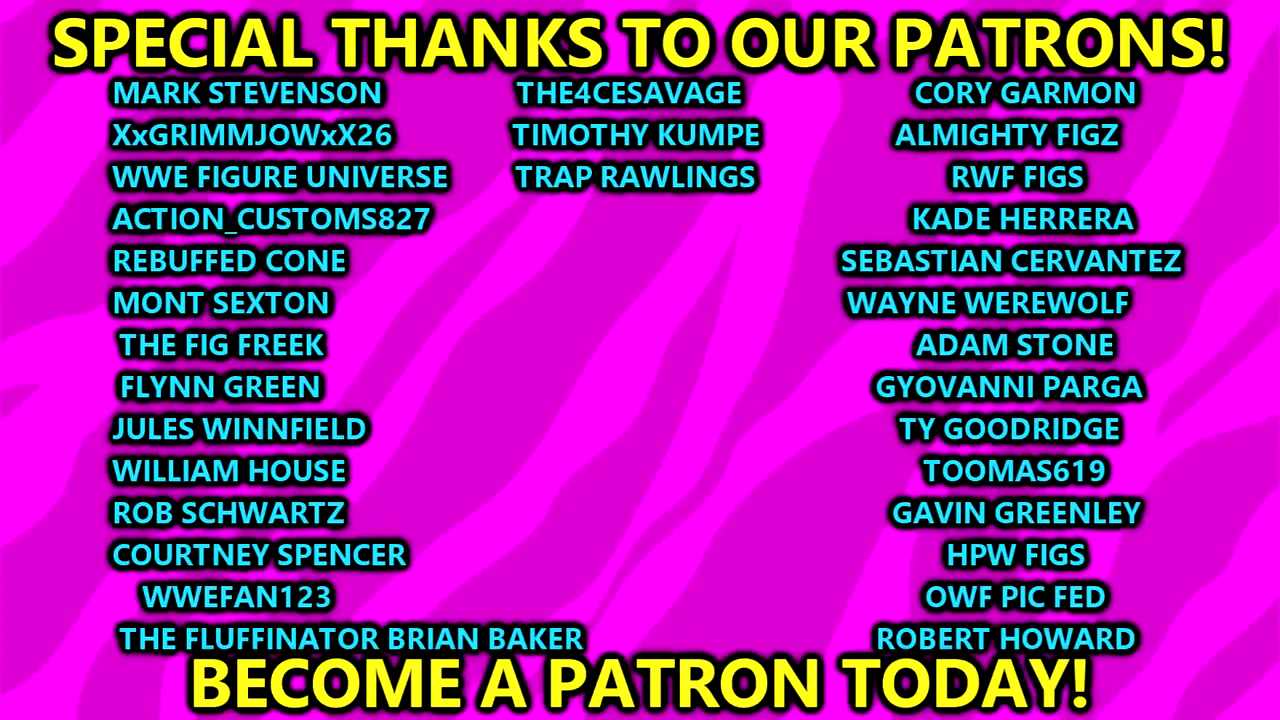 SPECIAL THANKS TO OUR PATRONS!
MARK STEVENSON
XxGRIMMJOWxX26
WWE FIGURE UNIVERSE
ACTION_CUSTOMS827
REBUFFED CONE
MONT SEXTON
THE FIG FREEK
FLYNN GREEN
JULES WINNFIELD
WILLIAM HOUSE
ROB SCHWARTZ
COURTNEY SPENCER
WWEFAN123
THE FLUFFINATOR BRIAN BAKER
THE4CESAVAGE
TIMOTHY KUMPE
TRAP RAWLINGS
CORY GARMON
ALMIGHTY FIGZ
RWF FIGS
KADE HERRERA
SEBASTIAN CERVANTEZ
WAYNE WEREWOLF
ADAM STONE
GYOVANNI PARGA
TY GOODRIDGE
TOOMAS619
GAVIN GREENLEY
HPW FIGS
OWF PIC FED
ROBERT HOWARD
BECOME A PATRON TODAY!